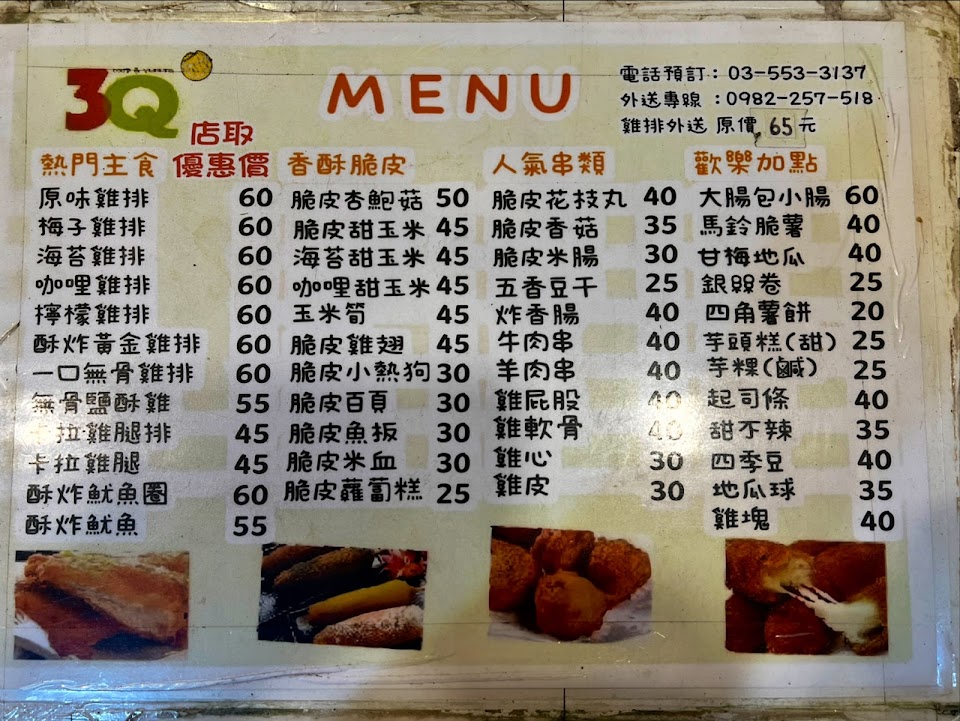 3Q
MENU
電話預訂：03-553-3137
外送專線：0982-257-518
雞排外送 原價 65元
店取
優惠價
熱門主食
原味雞排 60
梅子雞排 60
海苔雞排 60
咖哩雞排 60
檸檬雞排 60
酥炸黃金雞排 60
一口無骨雞排 60
無骨鹽酥雞 55
卡拉雞腿排 45
卡拉雞腿 45
酥炸魷魚圈 60
酥炸魷魚 55
香酥脆皮
脆皮杏鮑菇 50
脆皮甜玉米 45
海苔甜玉米 45
咖哩甜玉米 45
玉米筍 45
脆皮雞翅 45
脆皮小熱狗 30
脆皮百頁 30
脆皮魚板 30
脆皮米血 30
脆皮蘿蔔糕 25
人氣串類
脆皮花枝丸 40
脆皮香菇 35
脆皮米腸 30
五香豆干 25
炸香腸 40
牛肉串 40
羊肉串 40
雞屁股 40
雞軟骨 40
雞心 30
雞皮 30
歡樂加點
大腸包小腸 60
馬鈴脆薯 40
甘梅地瓜 40
銀絲卷 25
四角薯餅 20
芋頭糕(甜) 25
芋粿(鹹) 25
起司條 40
甜不辣 35
四季豆 40
地瓜球 35
雞塊 40